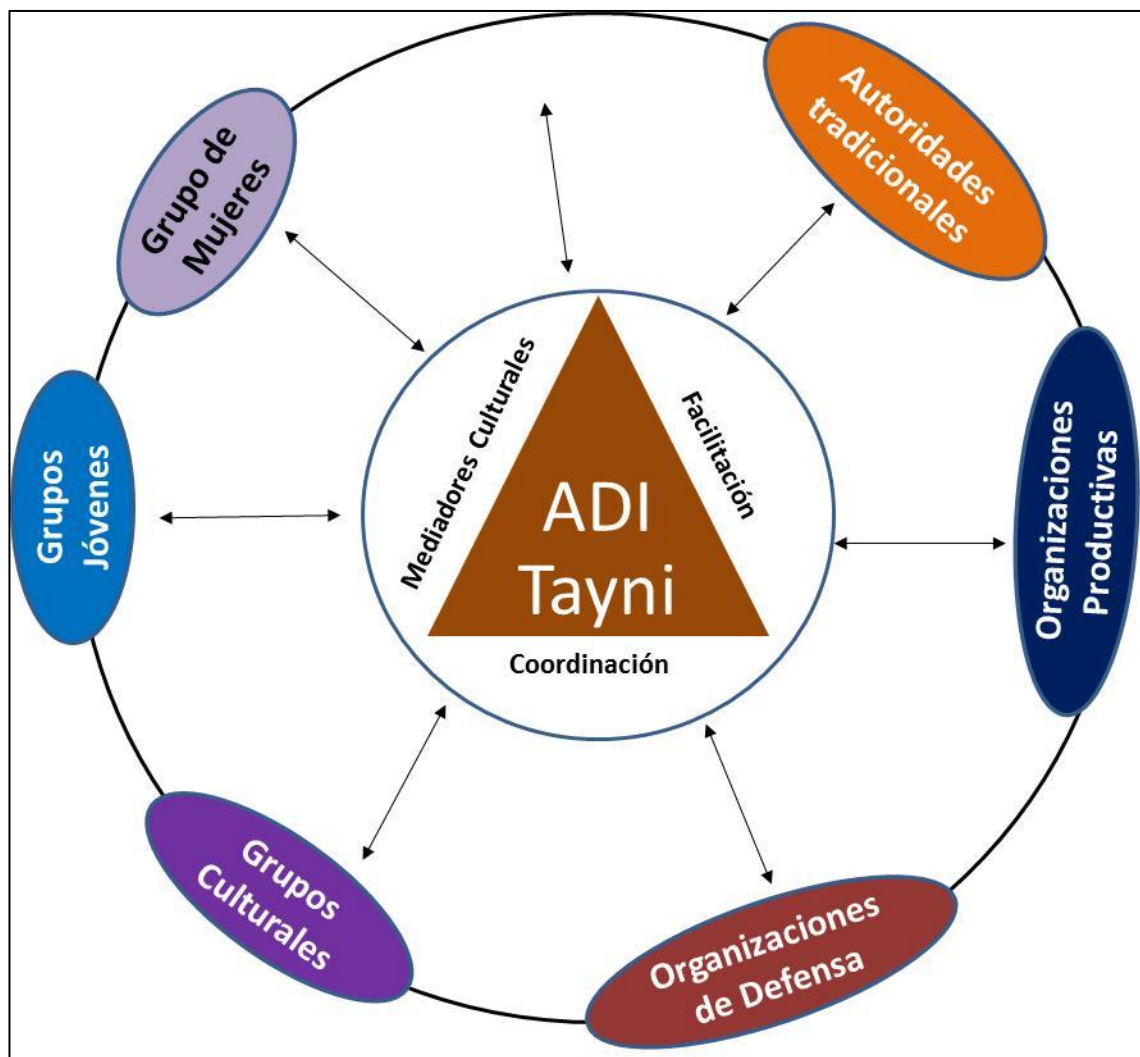 Autoridades
tradicionales
Grupo de
Mujeres
Mediadores Culturales
Facilitación
Organizaciones
Productivas
Grupos
Jóvenes
ADI
Tayni
Coordinación
Grupos
Culturales
Organizaciones
de Defensa